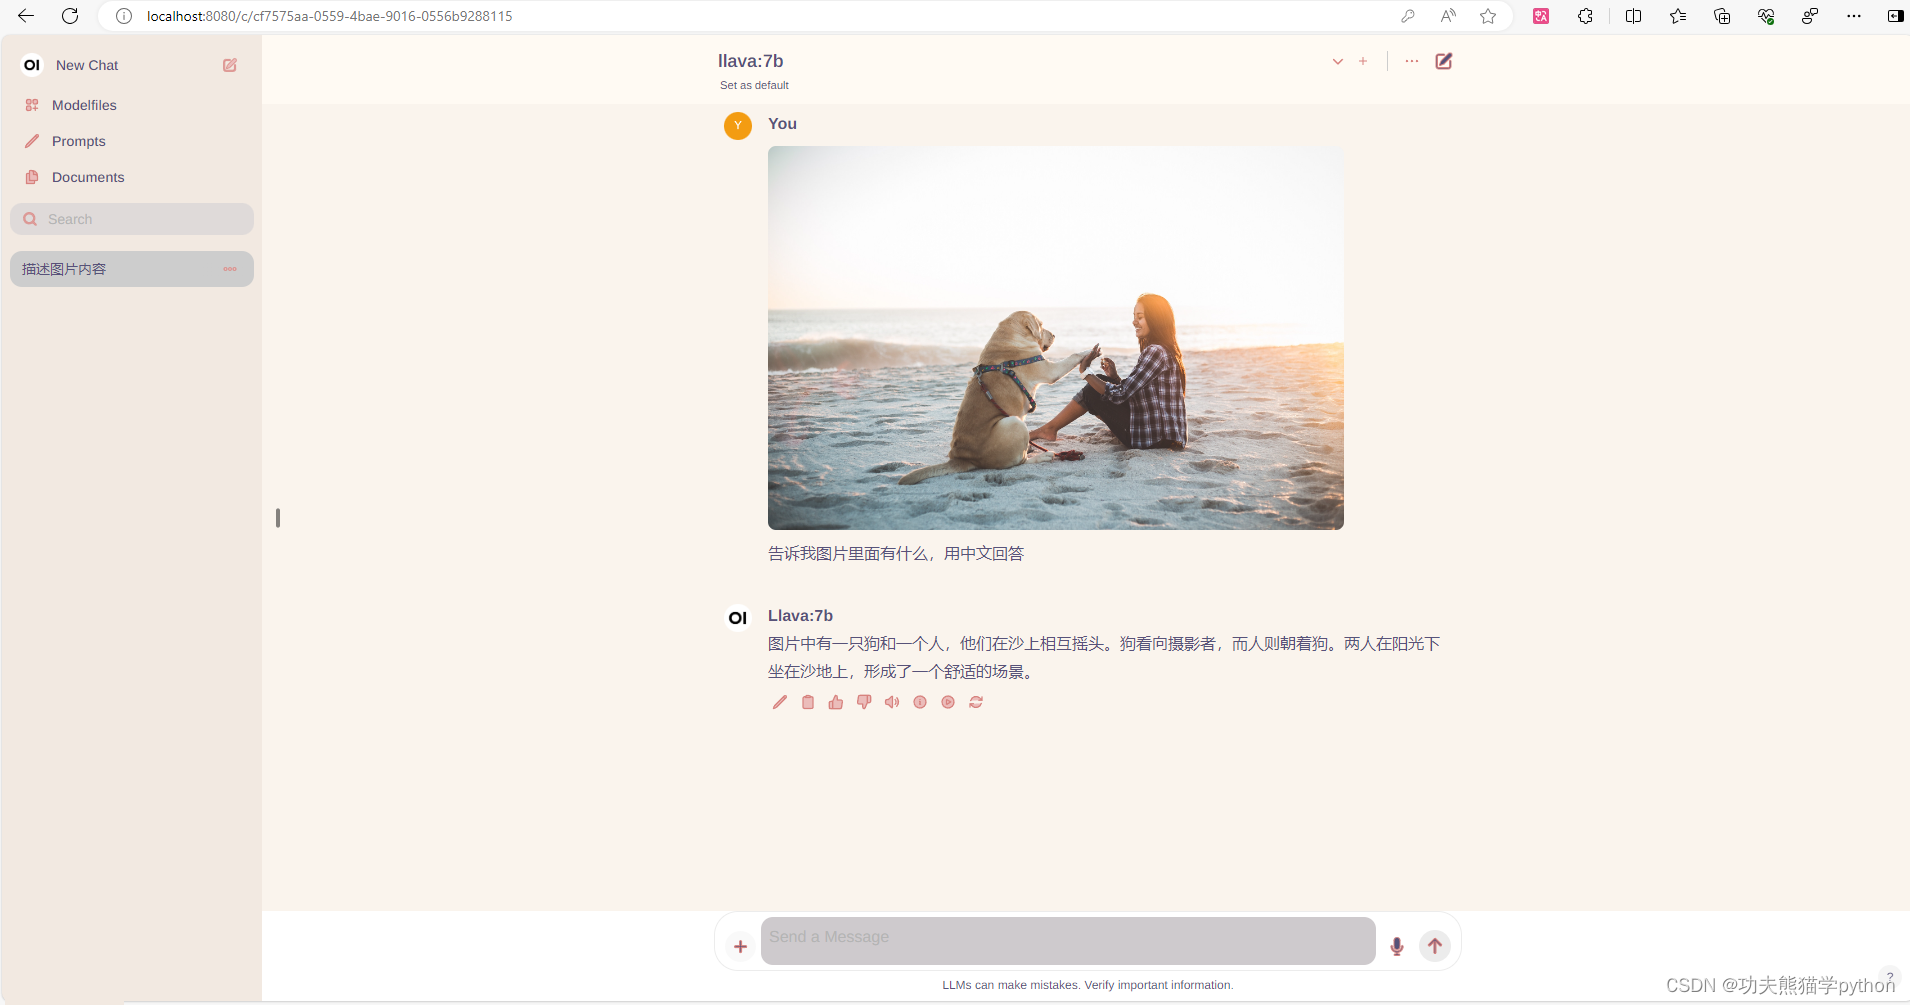 localhost:8080/c/cf7575aa-0559-4bae-9016-0556b9288115
OI New Chat
Modelfiles
Prompts
Documents
Search
描述图片内容
llava:7b
Set as default
Y You
告诉我图片里面有什么，用中文回答
OI Llava:7b
图片中有一只狗和一个人，他们在沙上相互摇头。狗看向摄影者，而人则朝着狗。两人在阳光下
坐在沙地上，形成了一个舒适的场景。
Send a Message
LLMs can make mistakes. Verify important information.
?
CSDN @功夫熊猫学python